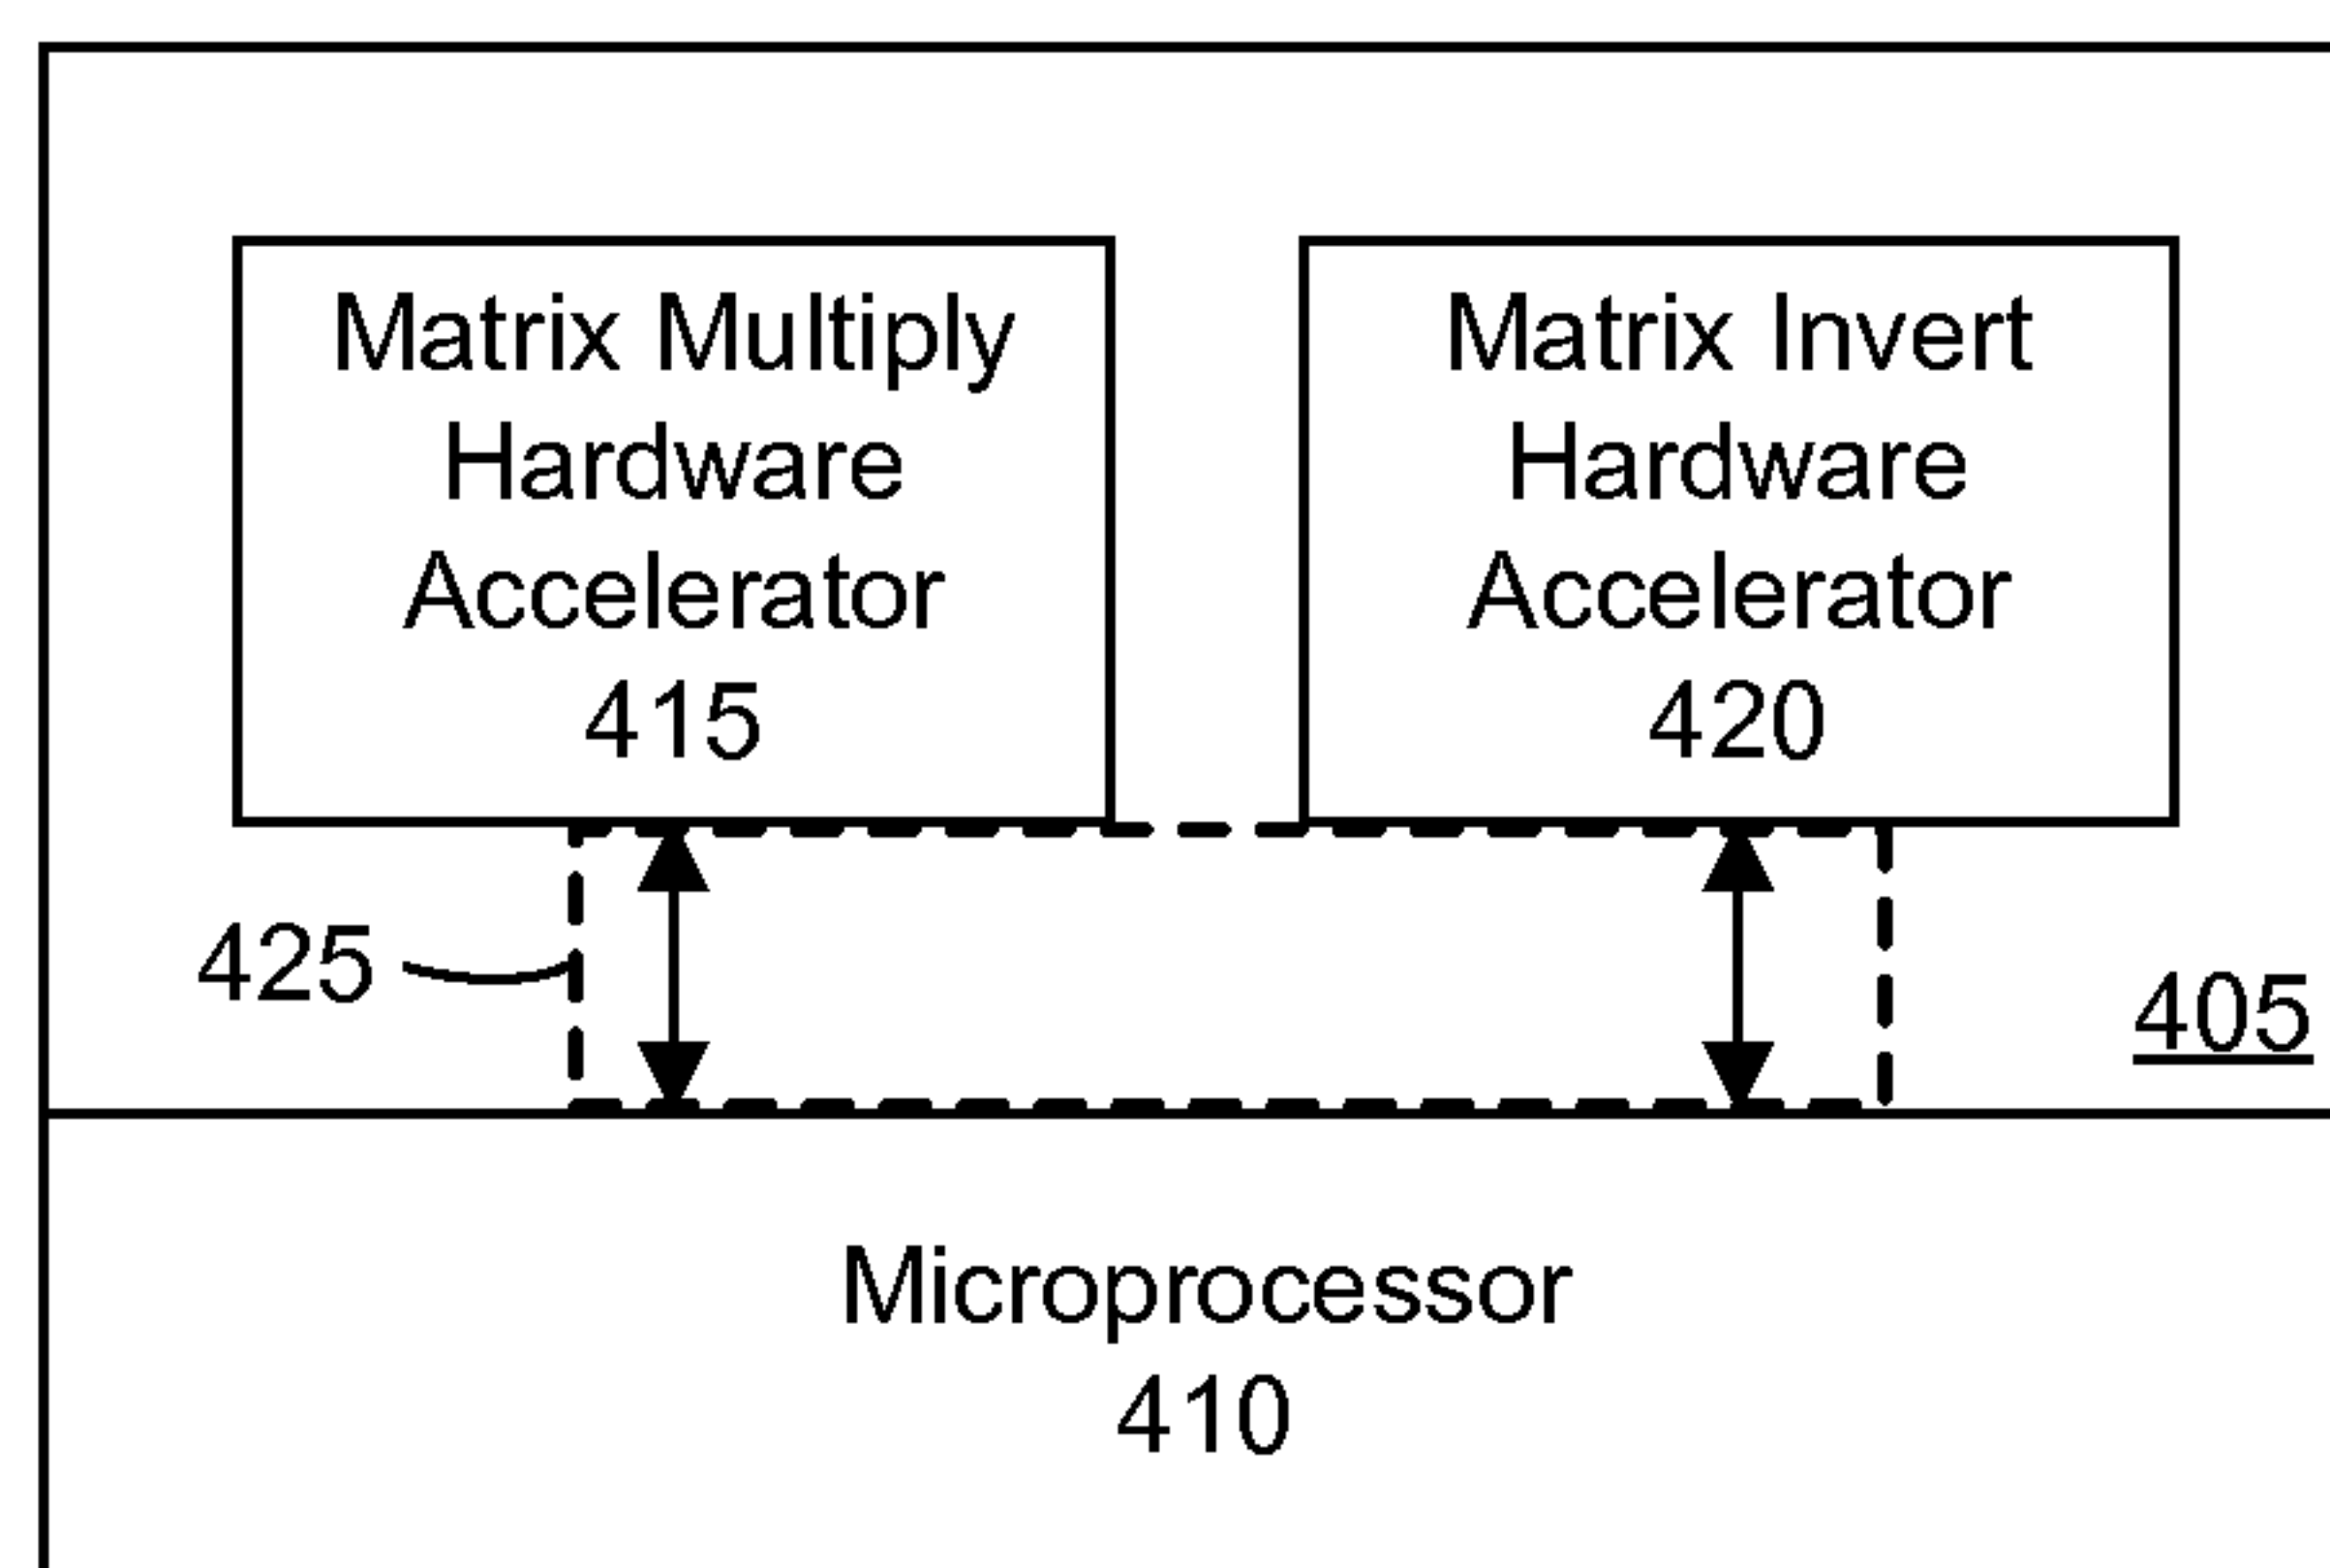 Matrix Multiply
Hardware
Accelerator
415
Matrix Invert
Hardware
Accelerator
420
425
405
Microprocessor
410